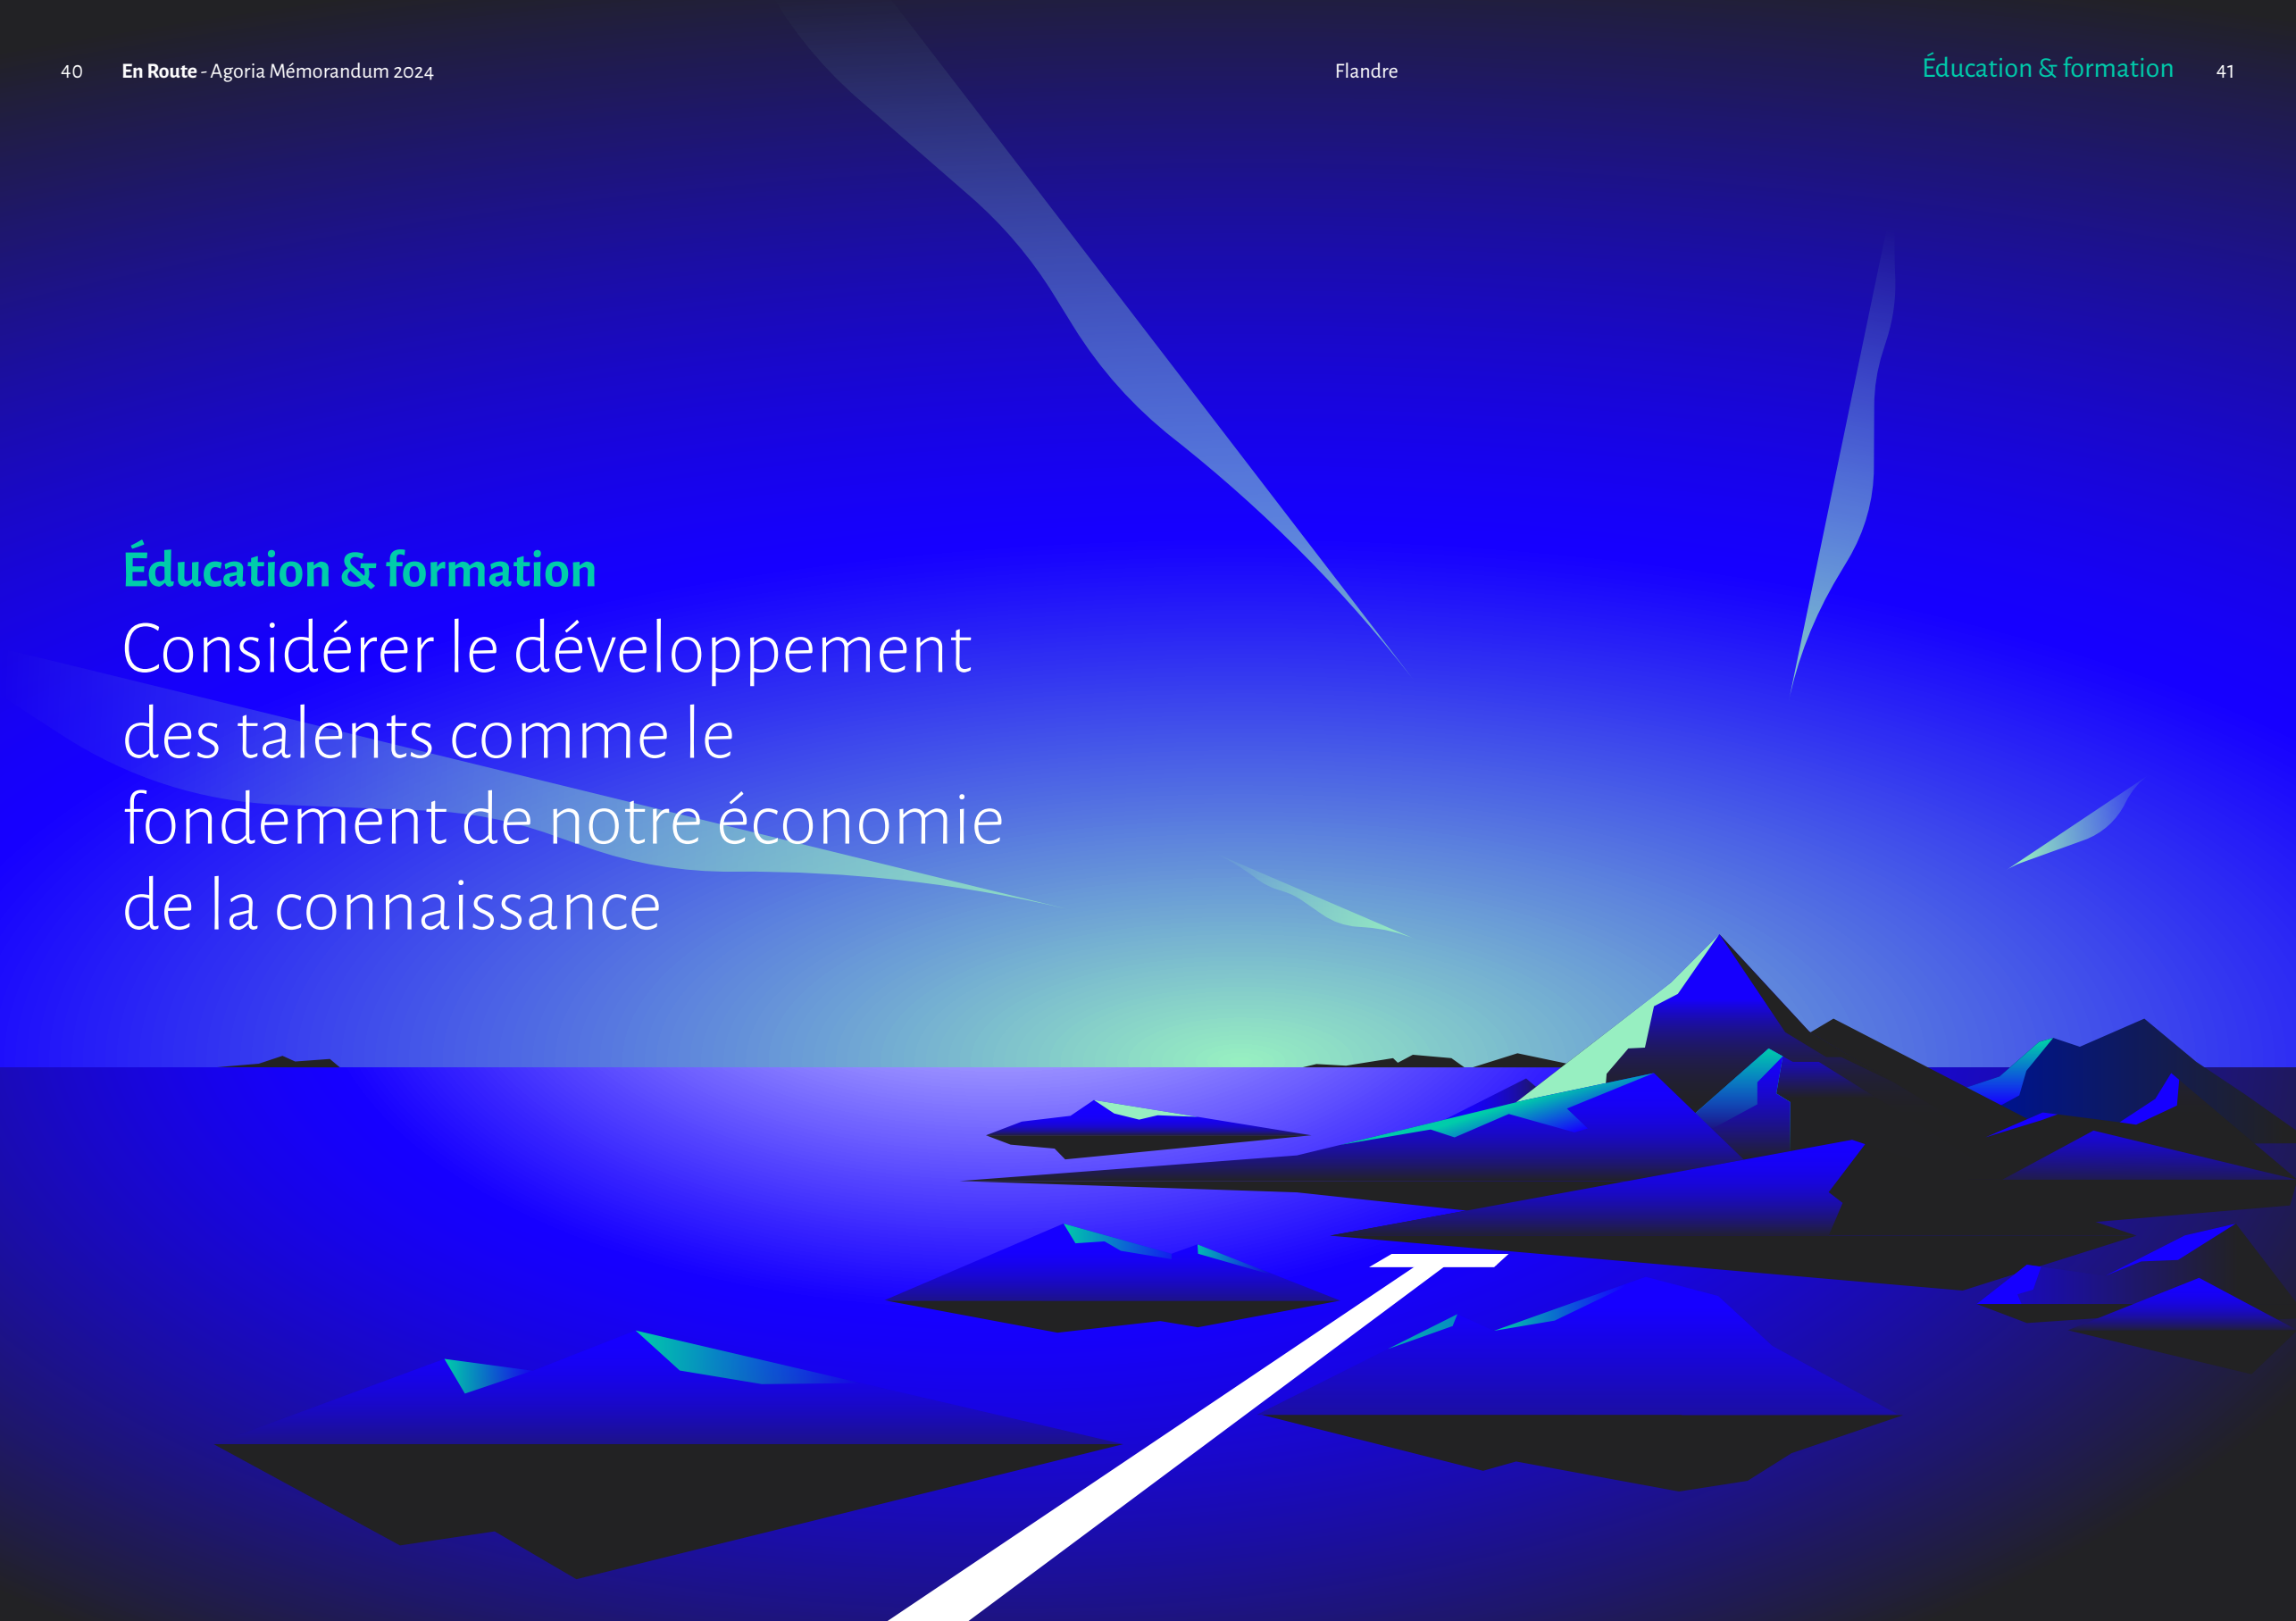 40 En Route - Agoria Mémorandum 2024
Flandre
Éducation & formation 41
Éducation & formation
Considérer le développement
des talents comme le
fondement de notre économie
de la connaissance